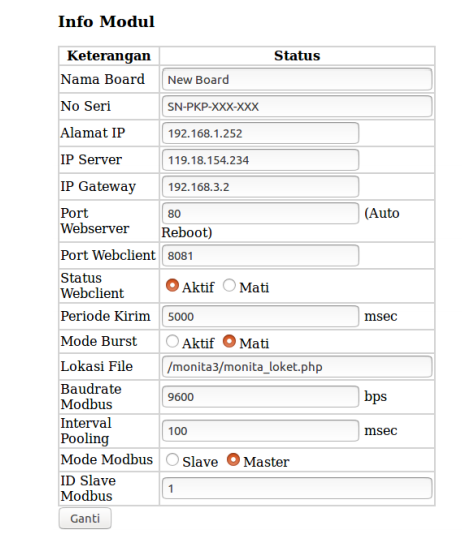 Info Modul
Keterangan Status
Nama Board New Board
No Seri SN-PKP-XXX-XXX
Alamat IP 192.168.1.252
IP Server 119.18.154.234
IP Gateway 192.168.3.2
Port Webserver 80 (Auto Reboot)
Port Webclient 8081
Status Webclient Aktif Mati
Periode Kirim 5000 msec
Mode Burst Aktif Mati
Lokasi File /monita3/monita_loket.php
Baudrate Modbus 9600 bps
Interval Pooling 100 msec
Mode Modbus Slave Master
ID Slave Modbus 1
Ganti